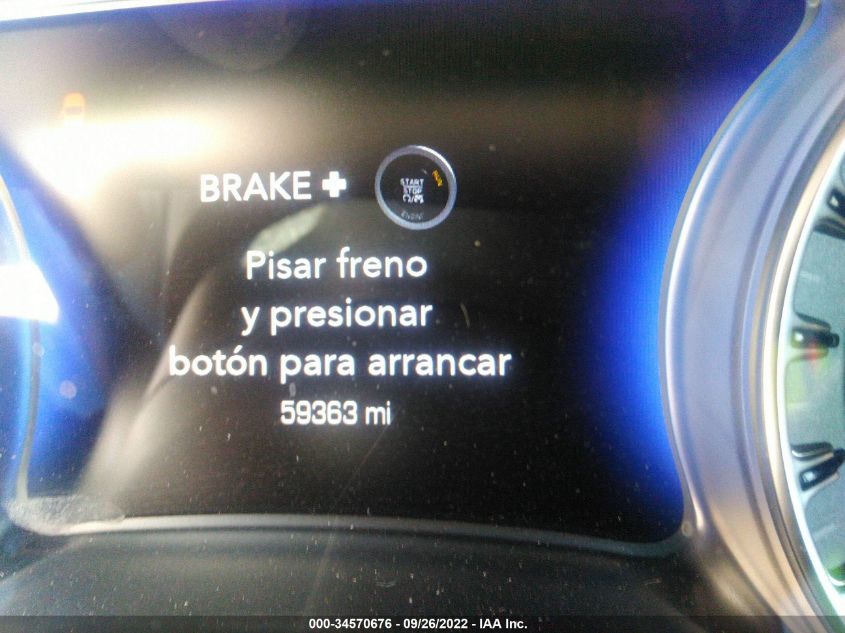 BRAKE +
START
STOP
RUN
ENGINE
Pisar freno
y presionar
botón para arrancar
59363 mi
000-34570676 - 09/26/2022 - IAA Inc.